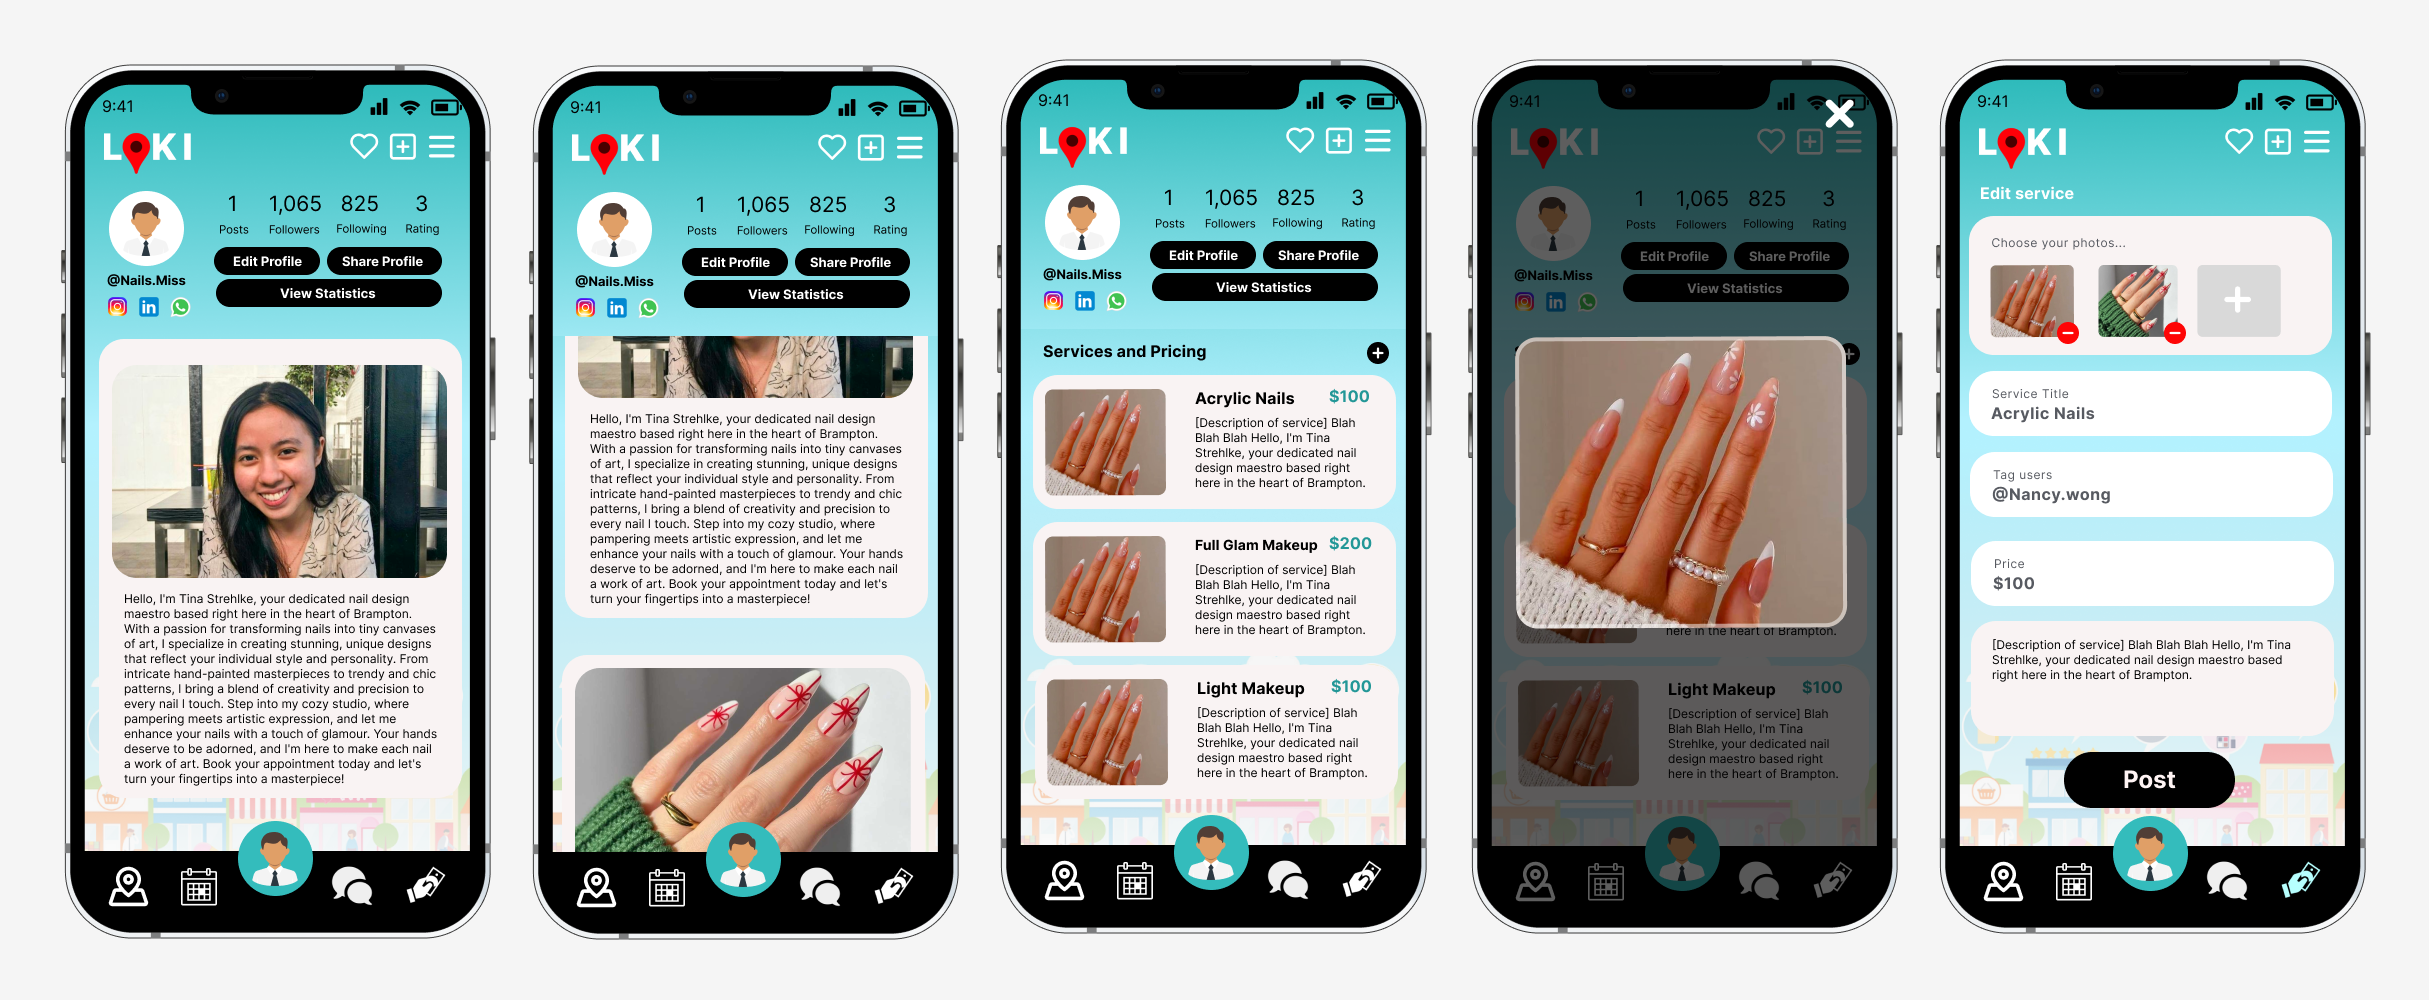 9:41
LOKI
1 1,065 825 3
Posts Followers Following Rating
Edit Profile Share Profile
@Nails.Miss
View Statistics
Hello, I'm Tina Strehlke, your dedicated nail design
maestro based right here in the heart of Brampton.
With a passion for transforming nails into tiny canvases
of art, I specialize in creating stunning, unique designs
that reflect your individual style and personality. From
intricate hand-painted masterpieces to trendy and chic
patterns, I bring a blend of creativity and precision to
every nail I touch. Step into my cozy studio, where
pampering meets artistic expression, and let me
enhance your nails with a touch of glamour. Your hands
deserve to be adorned, and I'm here to make each nail
a work of art. Book your appointment today and let's
turn your fingertips into a masterpiece!
9:41
LOKI
1 1,065 825 3
Posts Followers Following Rating
Edit Profile Share Profile
@Nails.Miss
in
View Statistics
Hello, I'm Tina Strehlke, your dedicated nail design
maestro based right here in the heart of Brampton.
With a passion for transforming nails into tiny canvases
of art, I specialize in creating stunning, unique designs
that reflect your individual style and personality. From
intricate hand-painted masterpieces to trendy and chic
patterns, I bring a blend of creativity and precision to
every nail I touch. Step into my cozy studio, where
pampering meets artistic expression, and let me
enhance your nails with a touch of glamour. Your hands
deserve to be adorned, and I'm here to make each nail
a work of art. Book your appointment today and let's
turn your fingertips into a masterpiece!
9:41
LOKI
1 1,065 825 3
Posts Followers Following Rating
Edit Profile Share Profile
@Nails.Miss
in
View Statistics
Services and Pricing
Acrylic Nails $100
[Description of service] Blah
Blah Blah Hello, I'm Tina
Strehlke, your dedicated nail
design maestro based right
here in the heart of Brampton.
Full Glam Makeup $200
[Description of service] Blah
Blah Blah Hello, I'm Tina
Strehlke, your dedicated nail
design maestro based right
here in the heart of Brampton.
Light Makeup $100
[Description of service] Blah
Blah Blah Hello, I'm Tina
Strehlke, your dedicated nail
design maestro based right
here in the heart of Brampton.
9:41
LOKI
1 1,065 825 3
Posts Followers Following Rating
Edit Profile Share Profile
@Nails.Miss
in
View Statistics
here in the heart of Brampton.
Light Makeup $100
[Description of service] Blah
Blah Blah Hello, I'm Tina
Strehlke, your dedicated nail
design maestro based right
here in the heart of Brampton.
9:41
LOKI
Edit service
Choose your photos...
Service Title
Acrylic Nails
Tag users
@Nancy.wong
Price
$100
[Description of service] Blah Blah Blah Hello, I'm Tina
Strehlke, your dedicated nail design maestro based
right here in the heart of Brampton.
Post